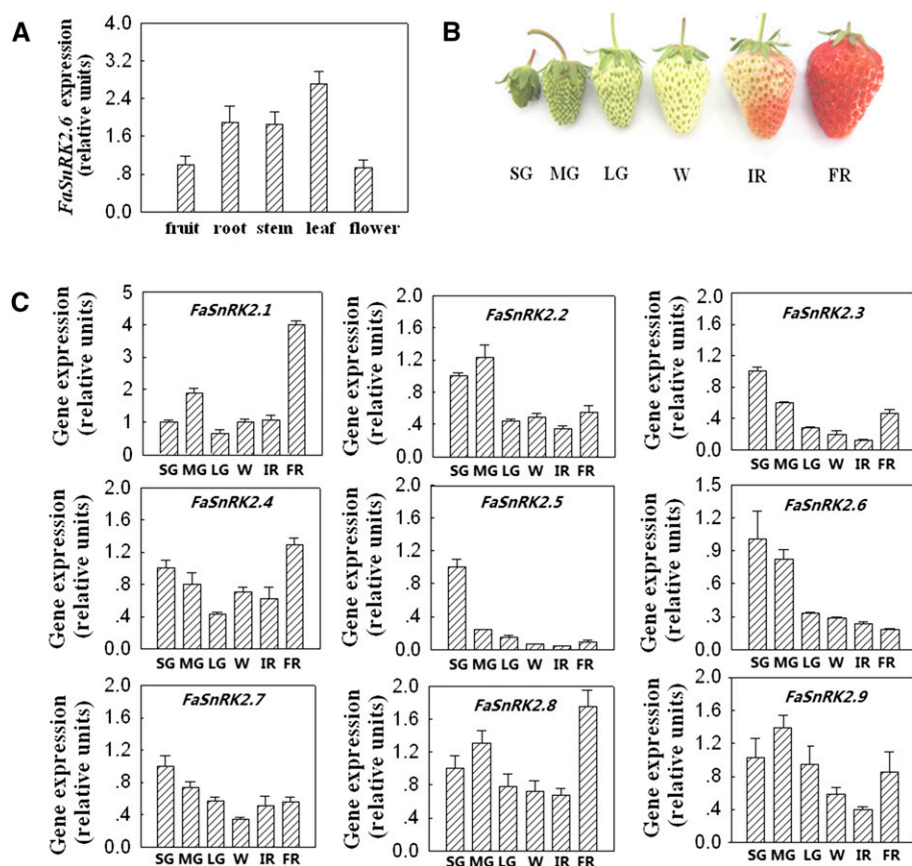 A
FaSnRK2.6 expression
(relative units)
4.0
3.2
2.4
1.6
.8
0.0
fruit root stem leaf flower
B
SG MG LG W IR FR
C
Gene expression
(relative units)
5
4
3
2
1
0
FaSnRK2.1
SG MG LG W IR FR
Gene expression
(relative units)
2.0
1.6
1.2
.8
.4
0.0
FaSnRK2.2
SG MG LG W IR FR
Gene expression
(relative units)
2.0
1.6
1.2
.8
.4
0.0
FaSnRK2.3
SG MG LG W IR FR
Gene expression
(relative units)
2.0
1.6
1.2
.8
.4
0.0
FaSnRK2.4
SG MG LG W IR FR
Gene expression
(relative units)
2.0
1.6
1.2
.8
.4
0.0
FaSnRK2.5
SG MG LG W IR FR
Gene expression
(relative units)
1.5
1.2
.9
.6
.3
0.0
FaSnRK2.6
SG MG LG W IR FR
Gene expression
(relative units)
2.0
1.6
1.2
.8
.4
0.0
FaSnRK2.7
SG MG LG W IR FR
Gene expression
(relative units)
2.0
1.6
1.2
.8
.4
0.0
FaSnRK2.8
SG MG LG W IR FR
Gene expression
(relative units)
2.0
1.6
1.2
.8
.4
0.0
FaSnRK2.9
SG MG LG W IR FR